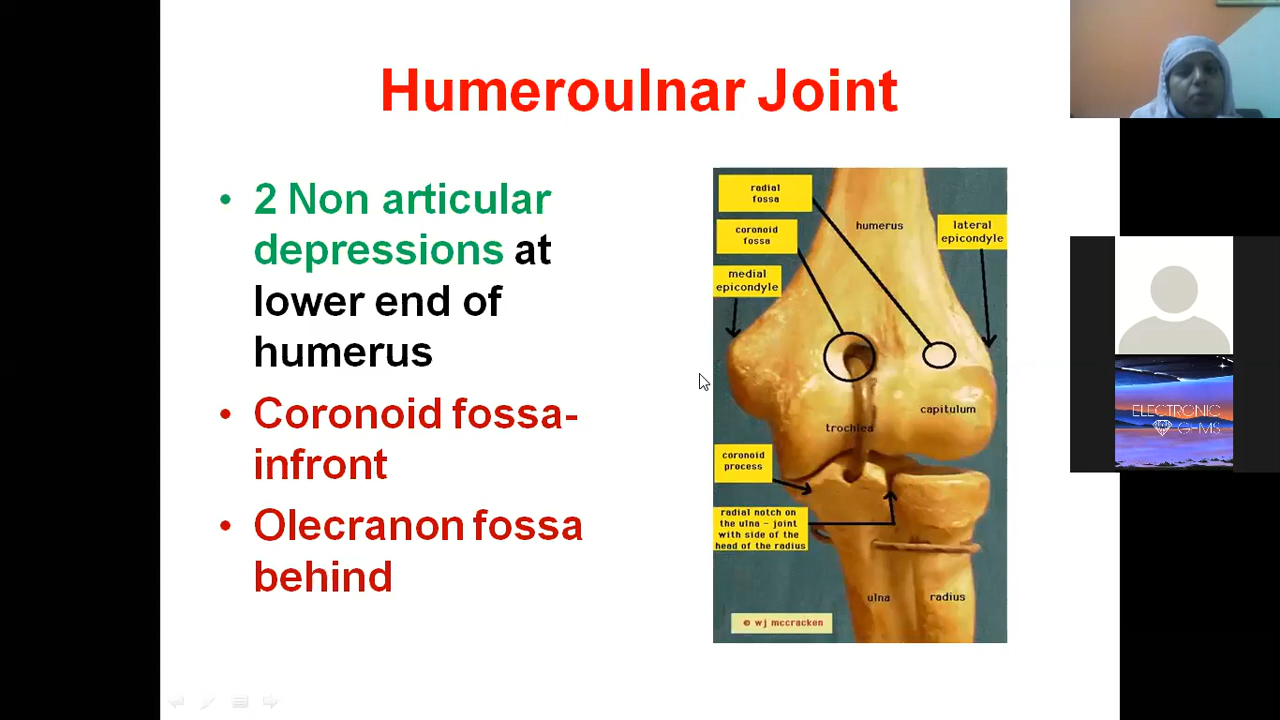 Humeroulnar Joint
• 2 Non articular
depressions at
lower end of
humerus
• Coronoid fossa-
infront
• Olecranon fossa
behind
radial
fossa
coronoid
fossa
medial
epicondyle
humerus
lateral
epicondyle
capitulum
trochlea
coronoid
process
radial notch on
the ulna - joint
with side of the
head of the radius
ulna
radius
© wj mccracken
ELECTRONIC
GEMS